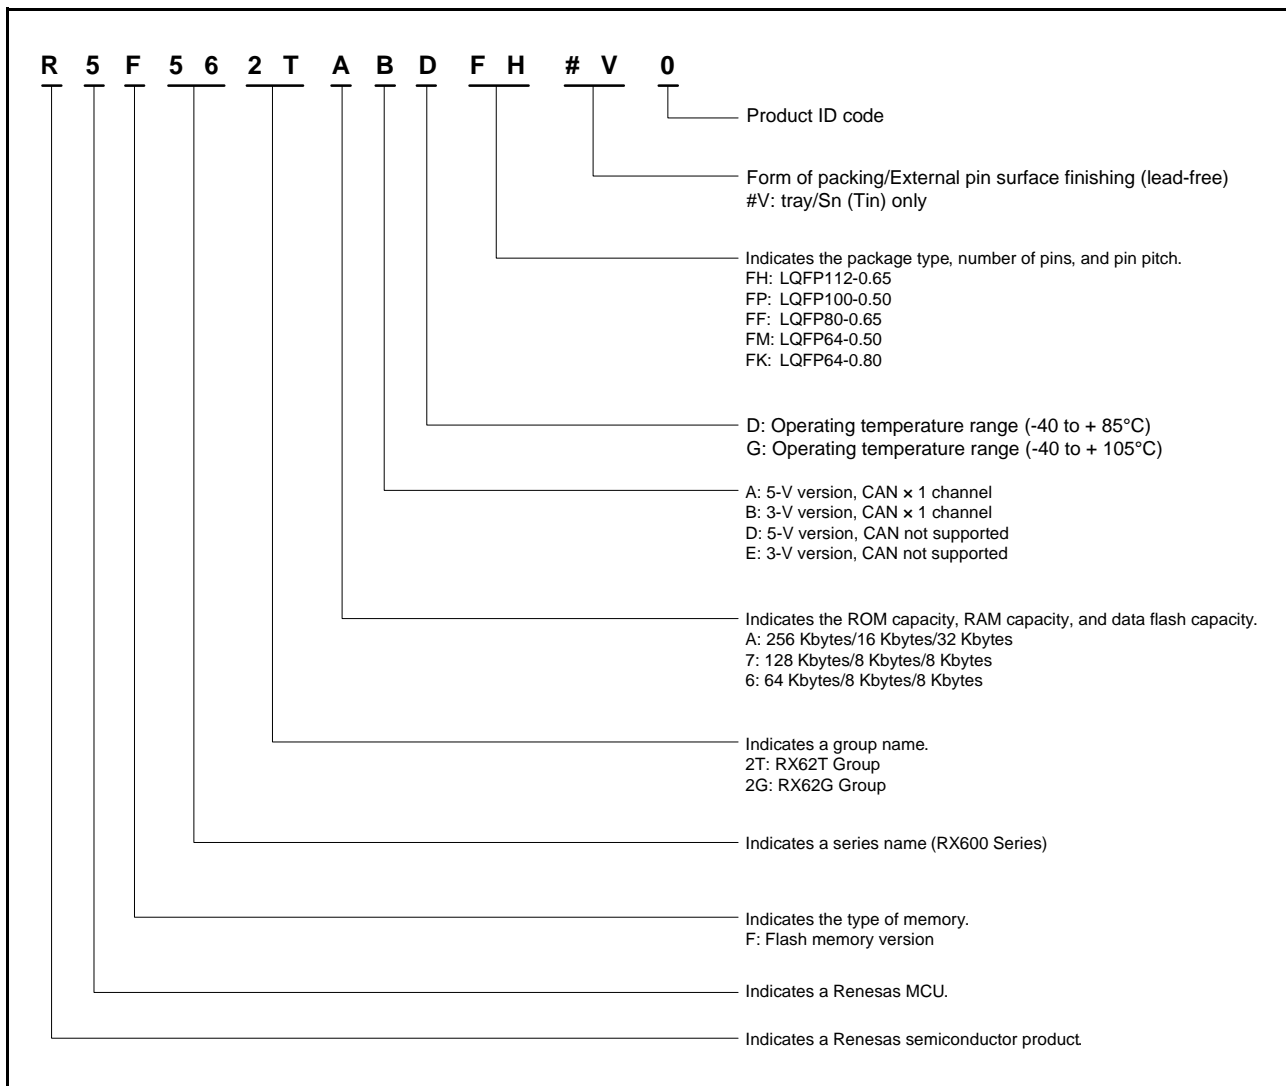 R 5 F 5 6 2 T A B D F H # V 0
Product ID code
Form of packing/External pin surface finishing (lead-free)
#V: tray/Sn (Tin) only
Indicates the package type, number of pins, and pin pitch.
FH: LQFP112-0.65
FP: LQFP100-0.50
FF: LQFP80-0.65
FM: LQFP64-0.50
FK: LQFP64-0.80
D: Operating temperature range (-40 to + 85°C)
G: Operating temperature range (-40 to + 105°C)
A: 5-V version, CAN × 1 channel
B: 3-V version, CAN × 1 channel
D: 5-V version, CAN not supported
E: 3-V version, CAN not supported
Indicates the ROM capacity, RAM capacity, and data flash capacity.
A: 256 Kbytes/16 Kbytes/32 Kbytes
7: 128 Kbytes/8 Kbytes/8 Kbytes
6: 64 Kbytes/8 Kbytes/8 Kbytes
Indicates a group name.
2T: RX62T Group
2G: RX62G Group
Indicates a series name (RX600 Series)
Indicates the type of memory.
F: Flash memory version
Indicates a Renesas MCU.
Indicates a Renesas semiconductor product.